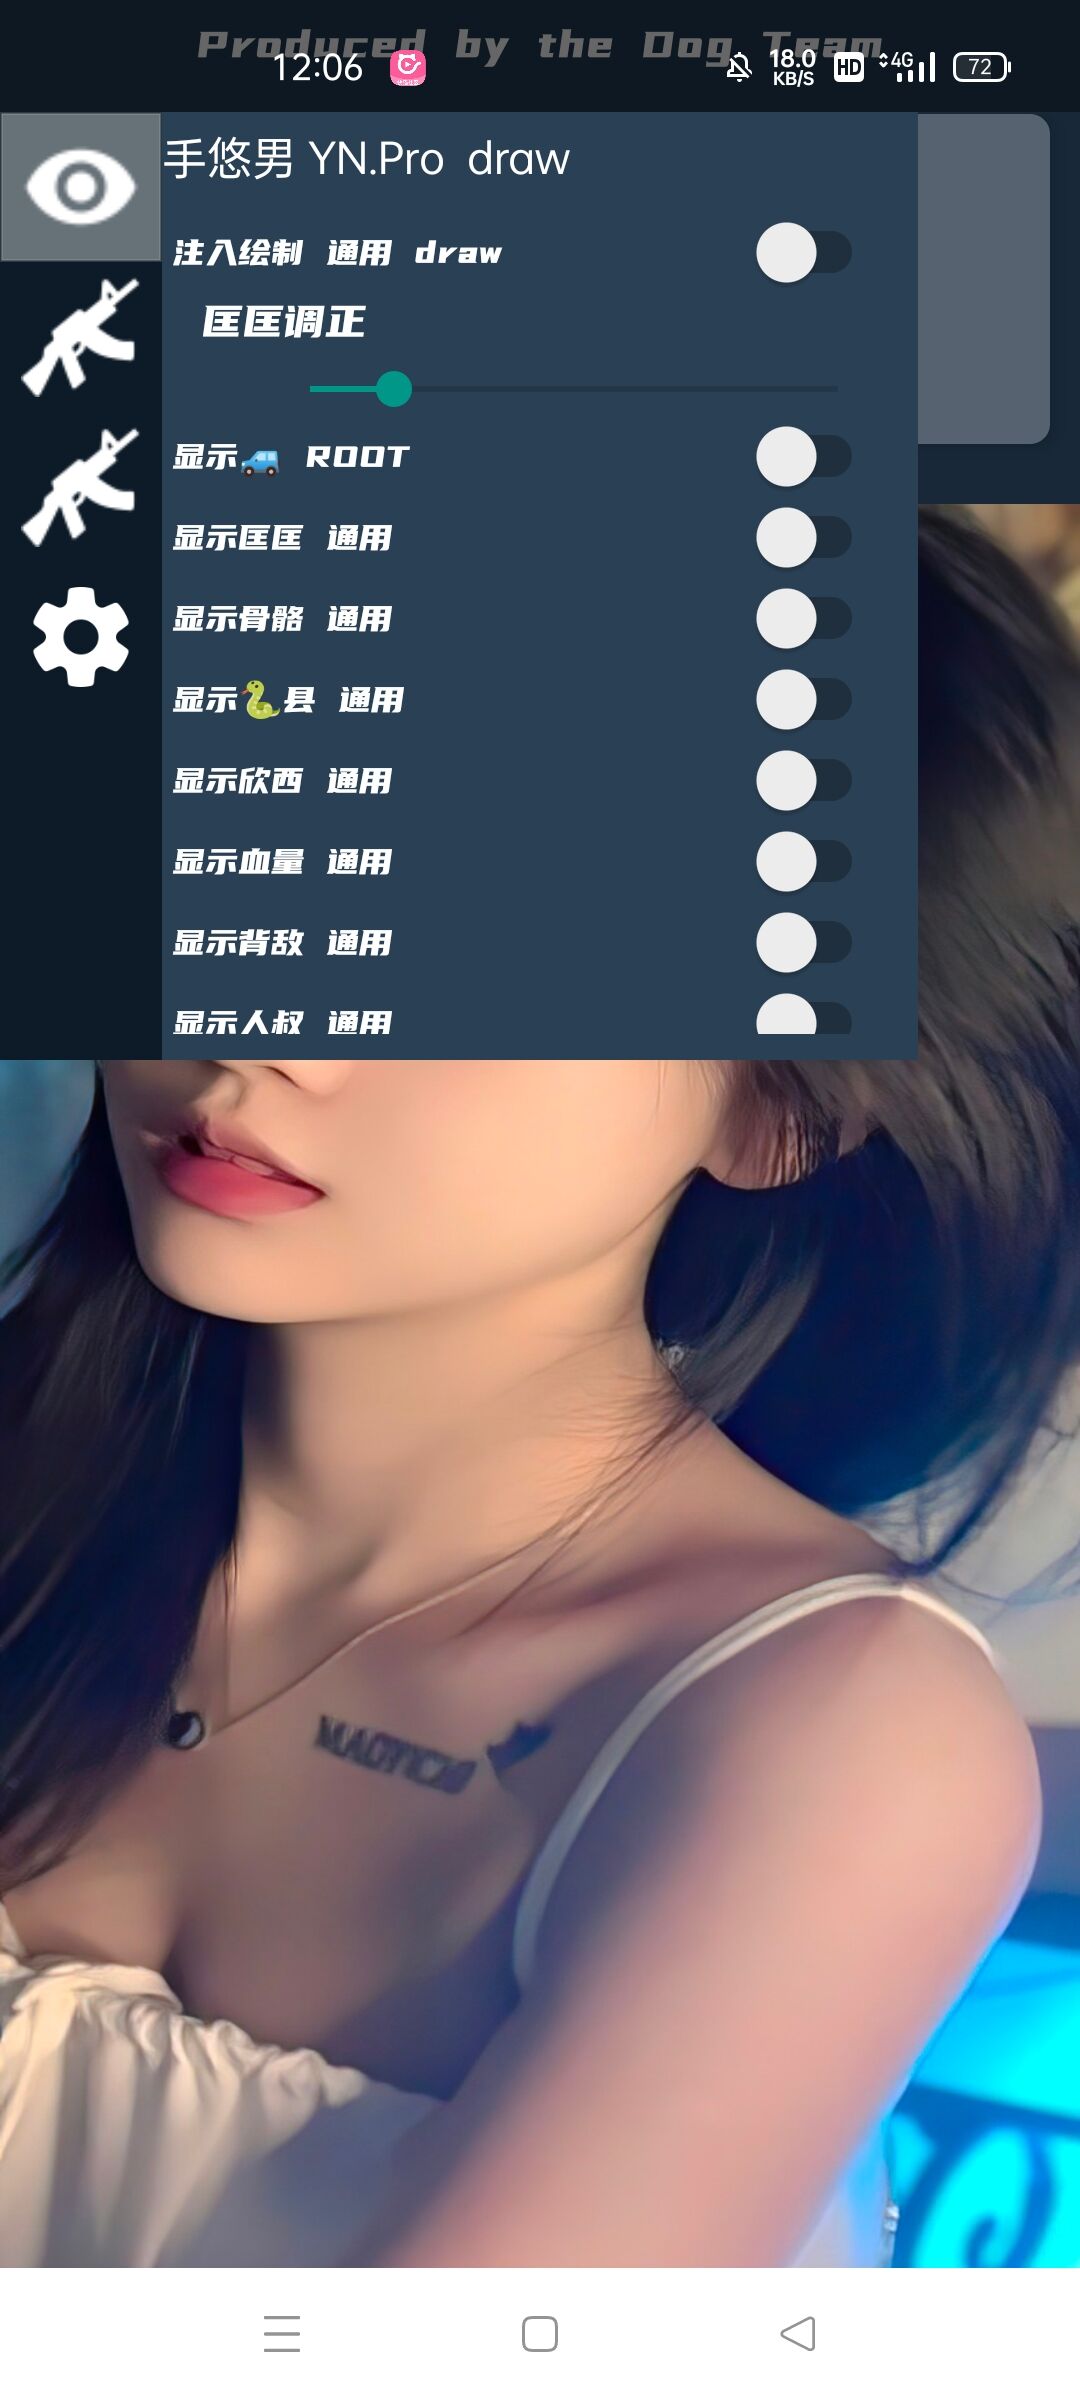 Produced by the Dog Team
12:06
18.0 KB/S HD 4G 72
手悠男 YN.Pro draw
注入绘制 通用 draw
匡匡调正
显示🚙 ROOT
显示匡匡 通用
显示骨骼 通用
显示🐍县 通用
显示欣西 通用
显示血量 通用
显示背敌 通用
显示人叔 通用